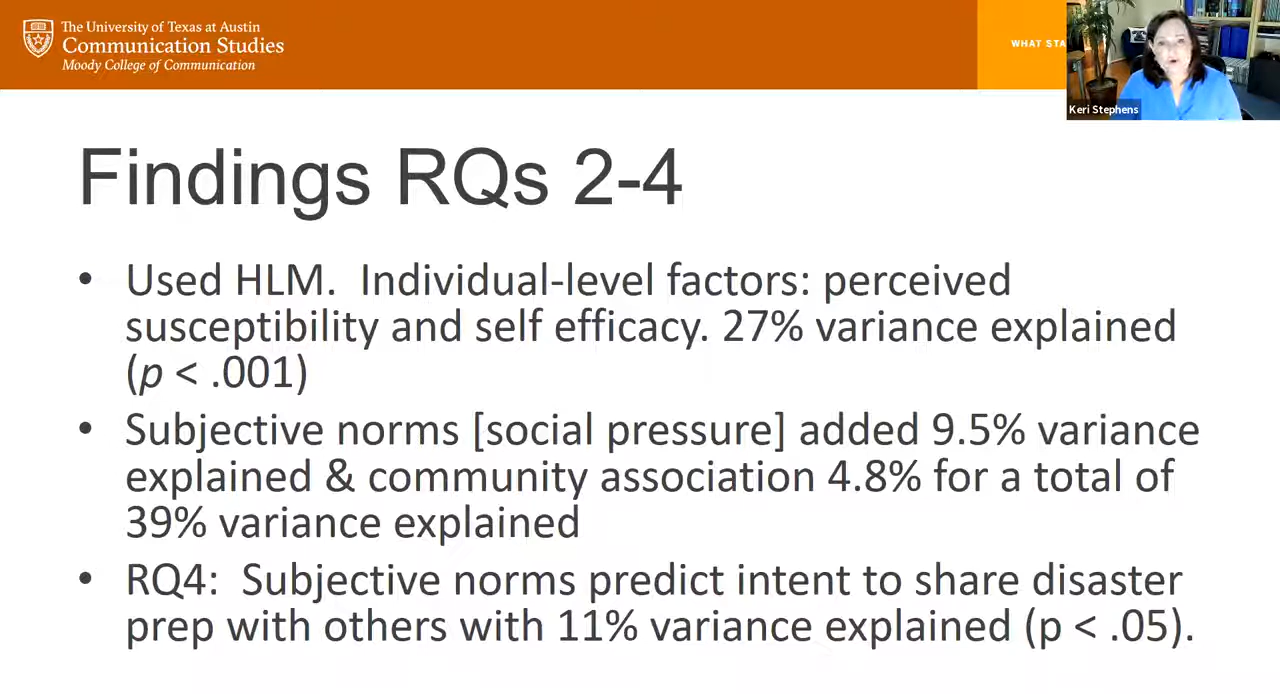 The University of Texas at Austin
Communication Studies
Moody College of Communication
WHAT STA
Keri Stephens
Findings RQs 2-4
• Used HLM.  Individual-level factors: perceived
susceptibility and self efficacy. 27% variance explained
(p < .001)
• Subjective norms [social pressure] added 9.5% variance
explained & community association 4.8% for a total of
39% variance explained
• RQ4:  Subjective norms predict intent to share disaster
prep with others with 11% variance explained (p < .05).